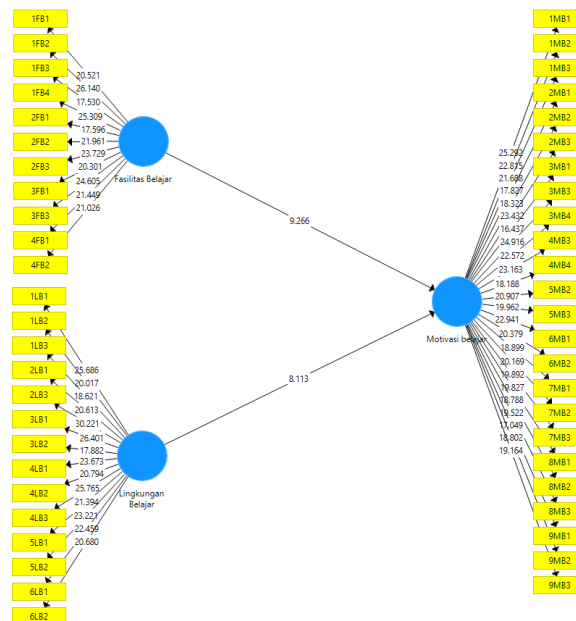 1FB1
1FB2
1FB3
1FB4
2FB1
2FB2
2FB3
3FB1
3FB3
4FB1
4FB2
20.521
26.140
17.530
25.309
17.596
21.961
23.729
20.301
24.605
21.449
21.026
Fasilitas Belajar
9.266
1LB1
1LB2
1LB3
2LB1
2LB3
3LB1
3LB2
4LB1
4LB2
4LB3
5LB1
5LB2
6LB1
6LB2
25.686
20.017
18.621
20.613
30.221
26.401
17.882
23.673
20.794
25.765
21.394
23.221
22.459
20.680
Lingkungan
Belajar
8.113
Motivasi belajar
25.292
22.815
21.688
17.827
18.323
23.432
16.437
24.916
22.572
23.163
18.188
20.907
19.962
22.941
20.379
18.899
20.169
19.892
19.827
18.788
19.522
17.049
18.802
19.164
1MB1
1MB2
1MB3
2MB1
2MB2
2MB3
3MB1
3MB3
3MB4
4MB3
4MB4
5MB2
5MB3
6MB1
6MB2
7MB1
7MB2
7MB3
8MB1
8MB2
8MB3
9MB1
9MB2
9MB3